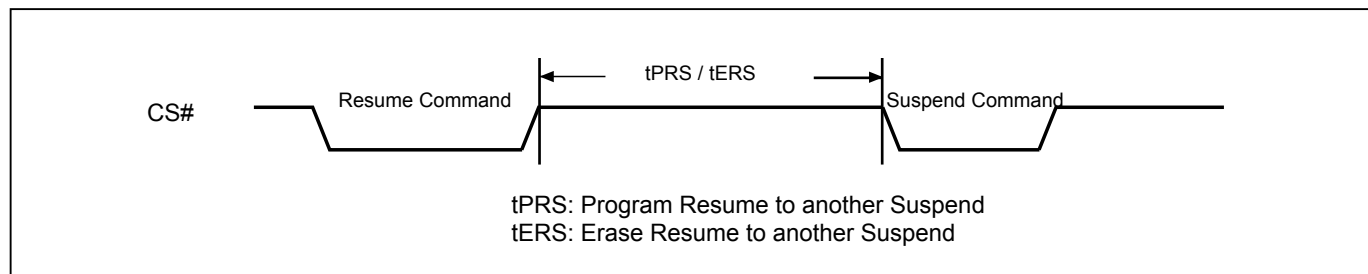 tPRS / tERS
CS#
Resume Command
Suspend Command
tPRS: Program Resume to another Suspend
tERS: Erase Resume to another Suspend